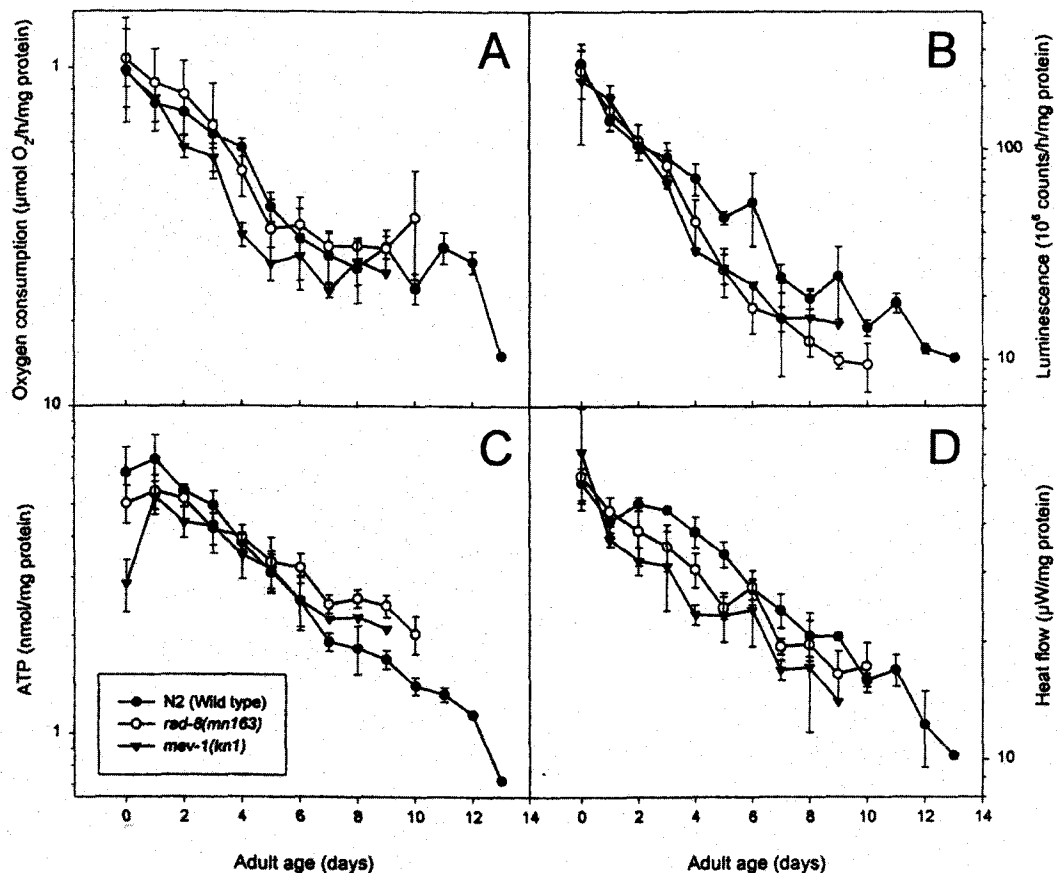 A
B
Oxygen consumption (µmol O2/h/mg protein)
1
10
Luminescence (10⁶ counts/h/mg protein)
100
10
C
D
ATP (nmol/mg protein)
1
N2 (Wild type)
rad-8(mn163)
mev-1(kn1)
Heat flow (µW/mg protein)
10
0 2 4 6 8 10 12 14
0 2 4 6 8 10 12 14
Adult age (days)
Adult age (days)